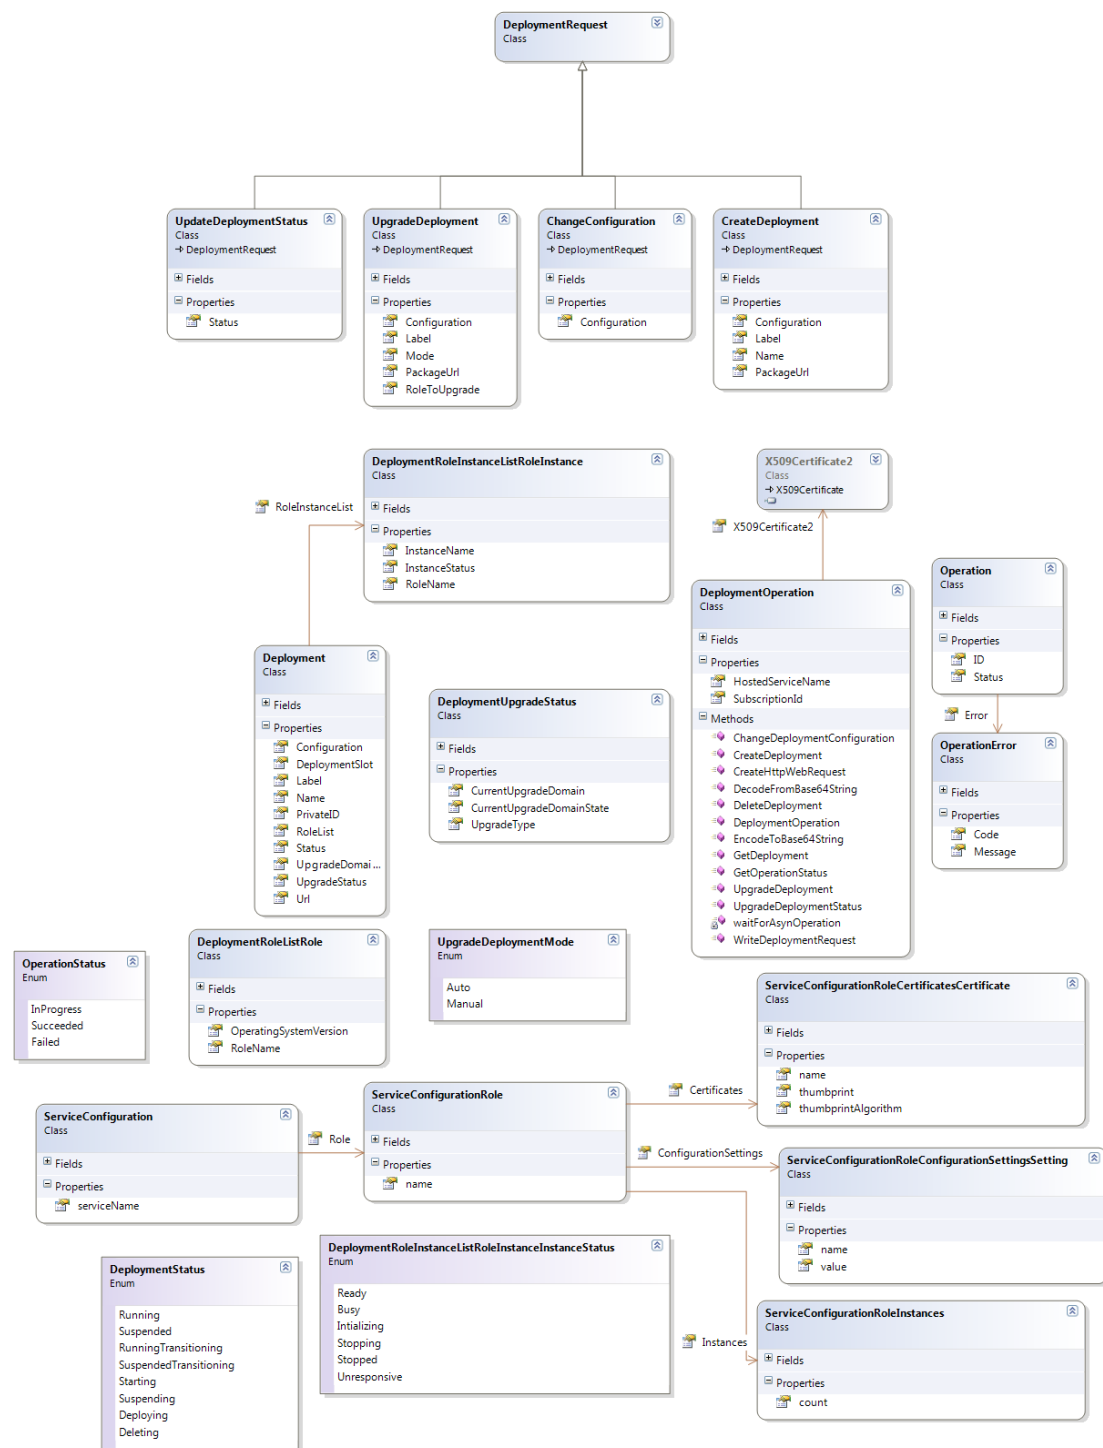 DeploymentRequest
Class
UpdateDeploymentStatus
Class
DeploymentRequest
Fields
Properties
Status
UpgradeDeployment
Class
DeploymentRequest
Fields
Properties
Configuration
Label
Mode
PackageUrl
RoleToUpgrade
ChangeConfiguration
Class
DeploymentRequest
Fields
Properties
Configuration
CreateDeployment
Class
DeploymentRequest
Fields
Properties
Configuration
Label
Name
PackageUrl
DeploymentRoleInstanceListRoleInstance
Class
Fields
Properties
InstanceName
InstanceStatus
RoleName
RoleInstanceList
X509Certificate2
Class
X509Certificate
X509Certificate2
Operation
Class
Fields
Properties
ID
Status
Error
OperationError
Class
Fields
Properties
Code
Message
DeploymentOperation
Class
Fields
Properties
HostedServiceName
SubscriptionId
Methods
ChangeDeploymentConfiguration
CreateDeployment
CreateHttpWebRequest
DecodeFromBase64String
DeleteDeployment
DeploymentOperation
EncodeToBase64String
GetDeployment
GetOperationStatus
UpgradeDeployment
UpgradeDeploymentStatus
waitForAsynOperation
WriteDeploymentRequest
Deployment
Class
Fields
Properties
Configuration
DeploymentSlot
Label
Name
PrivateID
RoleList
Status
UpgradeDomai...
UpgradeStatus
Url
DeploymentUpgradeStatus
Class
Fields
Properties
CurrentUpgradeDomain
CurrentUpgradeDomainState
UpgradeType
OperationStatus
Enum
InProgress
Succeeded
Failed
DeploymentRoleListRole
Class
Fields
Properties
OperatingSystemVersion
RoleName
UpgradeDeploymentMode
Enum
Auto
Manual
ServiceConfigurationRoleCertificatesCertificate
Class
Fields
Properties
name
thumbprint
thumbprintAlgorithm
ServiceConfiguration
Class
Fields
Properties
serviceName
Role
ServiceConfigurationRole
Class
Fields
Properties
name
Certificates
ConfigurationSettings
Instances
ServiceConfigurationRoleConfigurationSettingsSetting
Class
Fields
Properties
name
value
DeploymentStatus
Enum
Running
Suspended
RunningTransitioning
SuspendedTransitioning
Starting
Suspending
Deploying
Deleting
DeploymentRoleInstanceListRoleInstanceInstanceStatus
Enum
Ready
Busy
Intializing
Stopping
Stopped
Unresponsive
ServiceConfigurationRoleInstances
Class
Fields
Properties
count